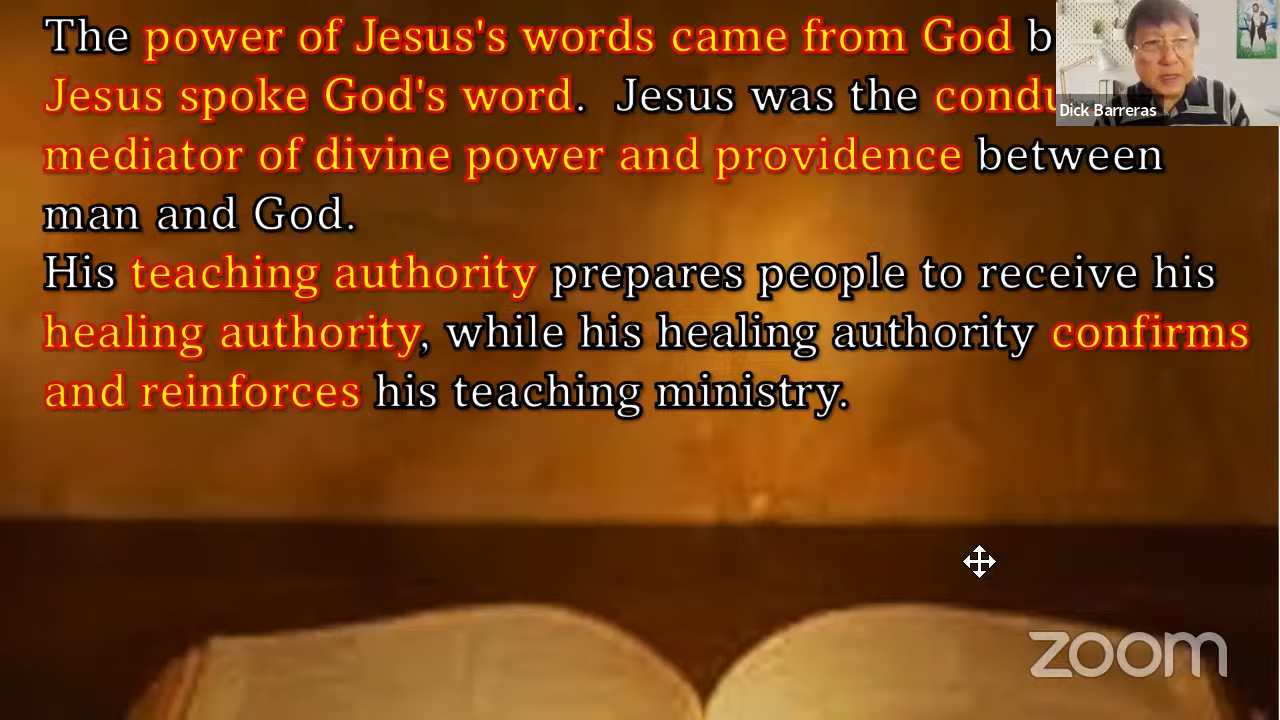 The power of Jesus's words came from God
Jesus spoke God's word.  Jesus was the
mediator of divine power and providence between
man and God.
His teaching authority prepares people to receive his
healing authority, while his healing authority confirms
and reinforces his teaching ministry.
Dick Barreras
zoom